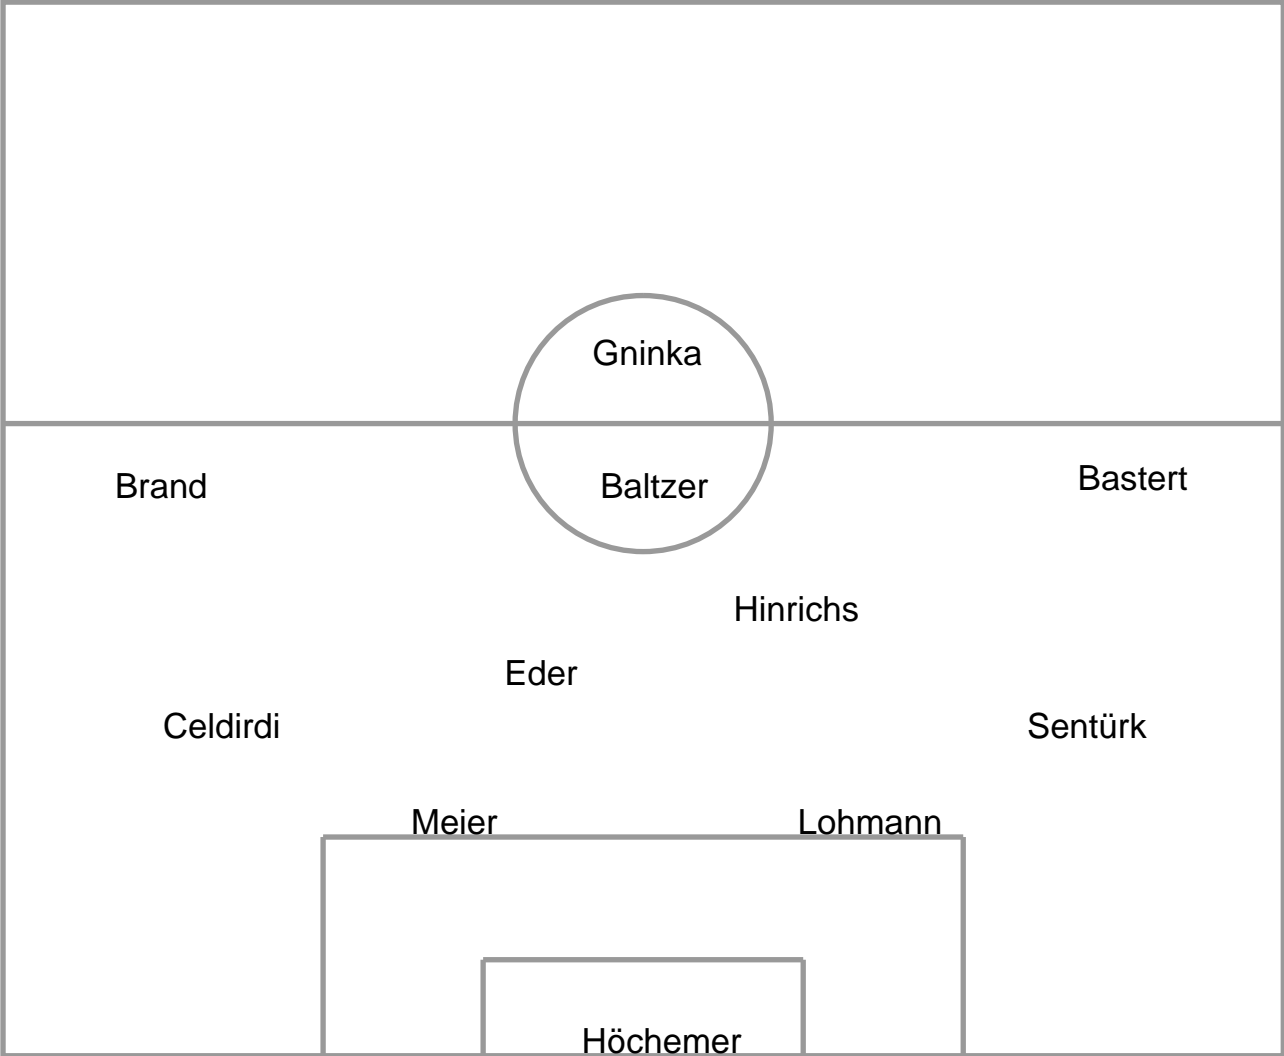 Gninka
Brand
Baltzer
Bastert
Hinrichs
Eder
Celdirdi
Sentürk
Meier
Lohmann
Höchemer